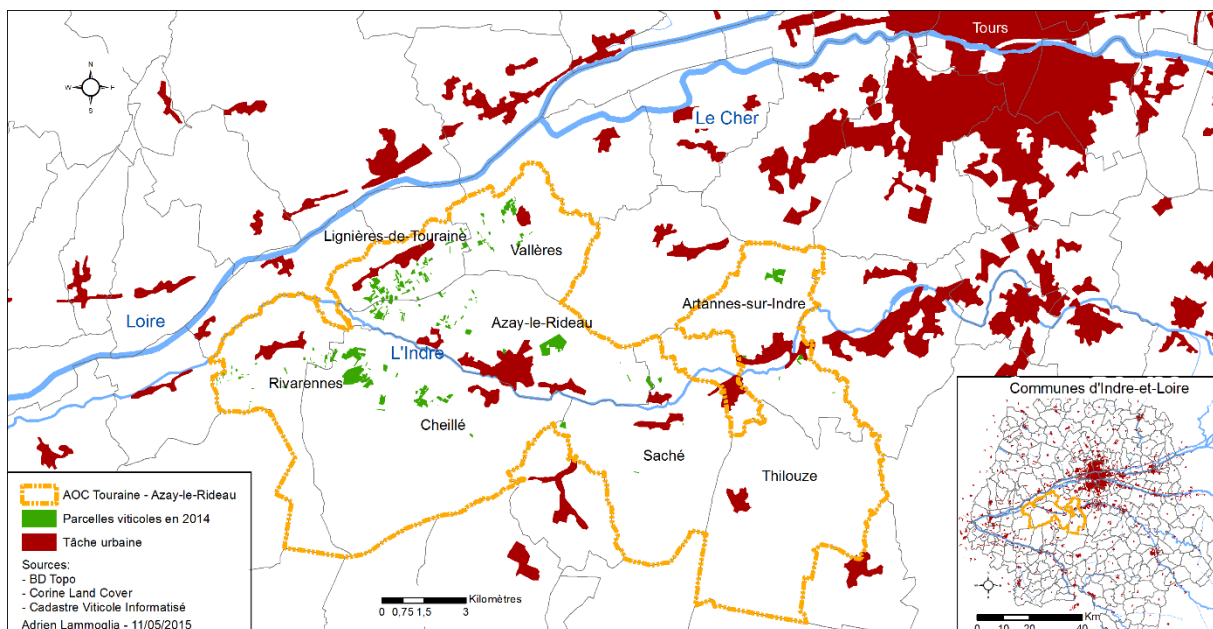 Tours
N
W
E
S
Le Cher
Lignières-de-Touraine
Vallères
Artannes-sur-Indre
Loire
Azay-le-Rideau
L'Indre
Rivarennes
Cheillé
Saché
Thilouze
AOC Touraine - Azay-le-Rideau
Parcelles viticoles en 2014
Tâche urbaine
Sources:
- BD Topo
- Corine Land Cover
- Cadastre Viticole Informatisé
Adrien Lammoglia - 11/05/2015
Kilomètres
0 0,75 1,5 3
Communes d'Indre-et-Loire
Km
0 10 20 40